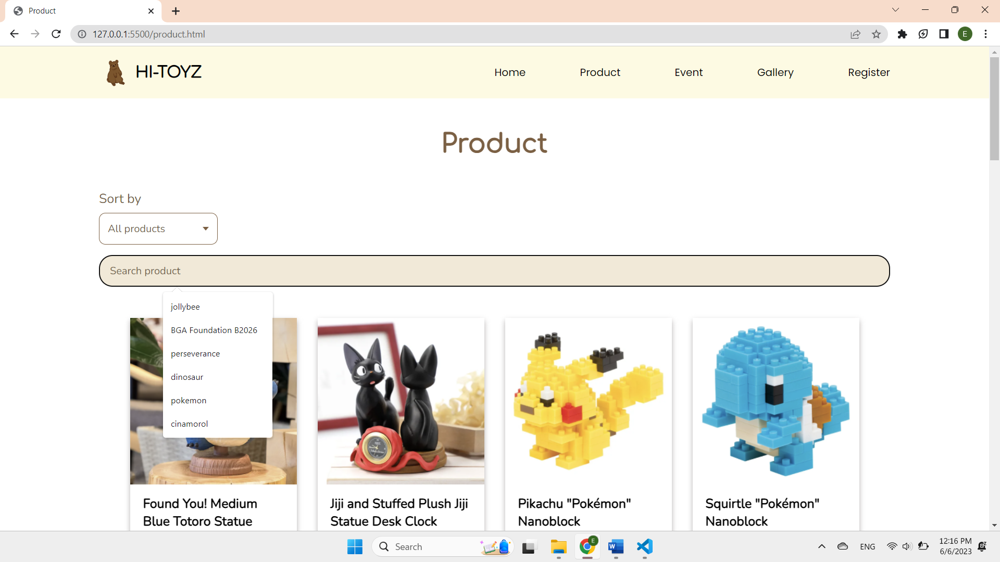 Product
127.0.0.1:5500/product.html
E
HI-TOYZ
Home
Product
Event
Gallery
Register
Product
Sort by
All products
Search product
jollybee
BGA Foundation B2026
perseverance
dinosaur
pokemon
cinamorol
Found You! Medium
Blue Totoro Statue
Jiji and Stuffed Plush Jiji
Statue Desk Clock
Pikachu "Pokémon"
Nanoblock
Squirtle "Pokémon"
Nanoblock
Search
E
W
ENG
12:16 PM
6/6/2023